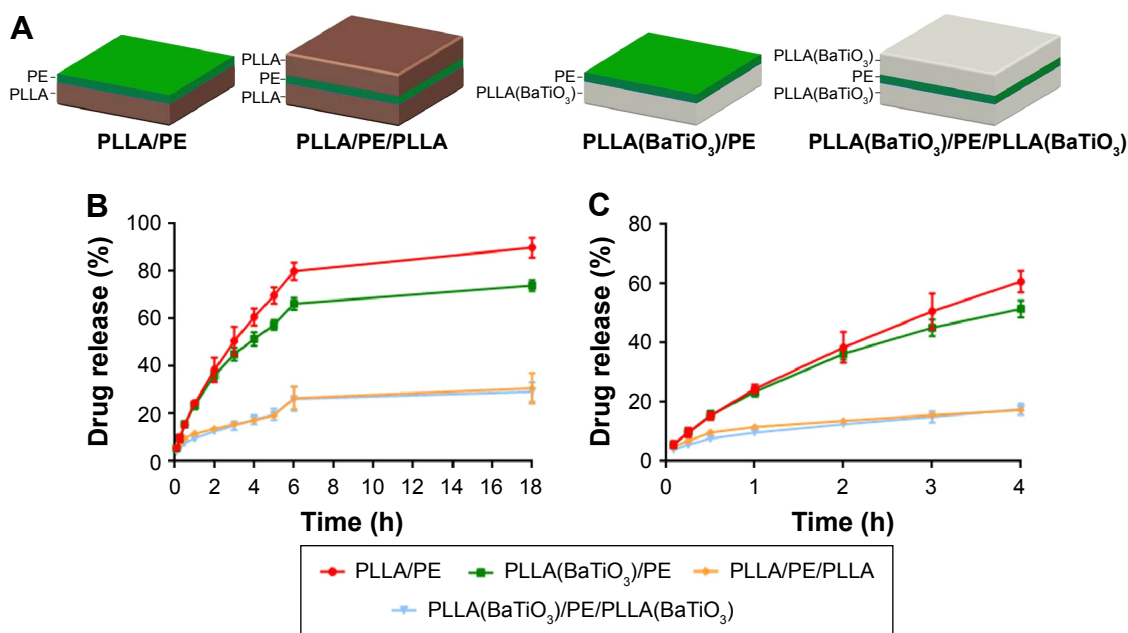 A
PE
PLLA
PLLA/PE
PLLA
PE
PLLA
PLLA/PE/PLLA
PE
PLLA(BaTiO₃)
PLLA(BaTiO₃)/PE
PLLA(BaTiO₃)
PE
PLLA(BaTiO₃)
PLLA(BaTiO₃)/PE/PLLA(BaTiO₃)
B
Drug release (%)
100
80
60
40
20
0
0 2 4 6 8 10 12 14 16 18
Time (h)
C
Drug release (%)
80
60
40
20
0
0 1 2 3 4
Time (h)
PLLA/PE PLLA(BaTiO₃)/PE PLLA/PE/PLLA
PLLA(BaTiO₃)/PE/PLLA(BaTiO₃)